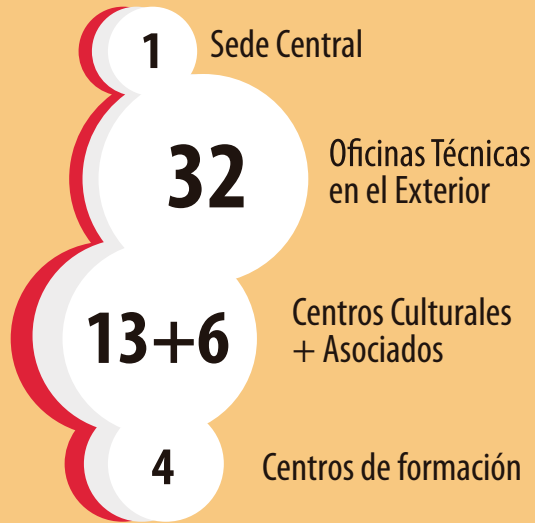 1 Sede Central
32 Oficinas Técnicas
en el Exterior
13+6 Centros Culturales
+ Asociados
4 Centros de formación